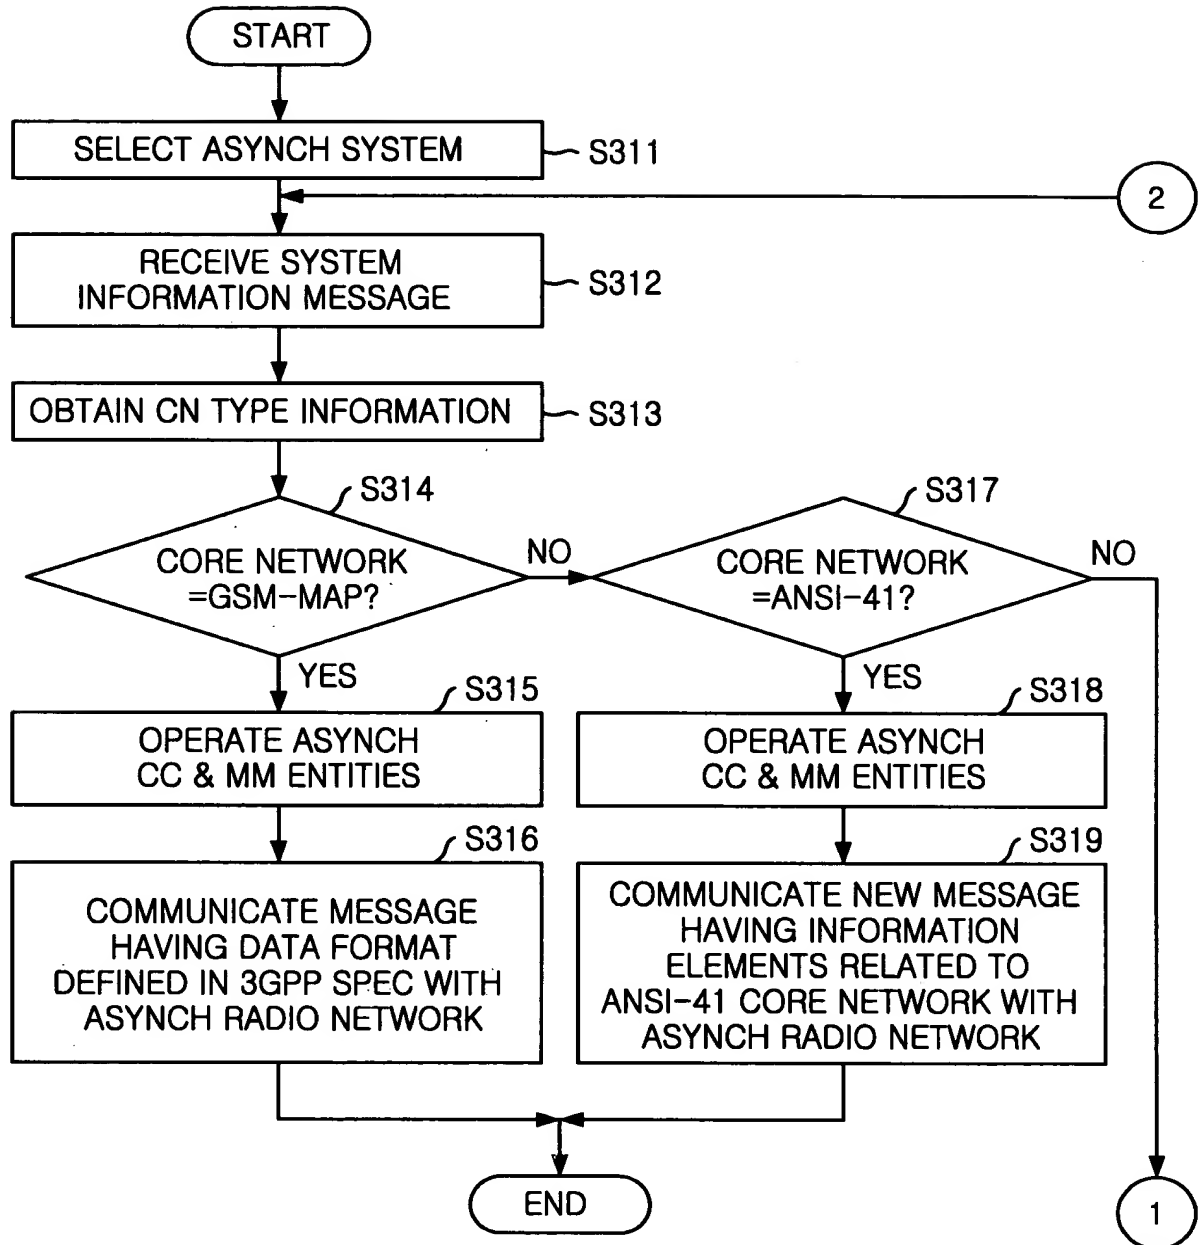 START
SELECT ASYNCH SYSTEM
S311
2
RECEIVE SYSTEM
INFORMATION MESSAGE
S312
OBTAIN CN TYPE INFORMATION
S313
S314
CORE NETWORK
=GSM-MAP?
NO
YES
S317
CORE NETWORK
=ANSI-41?
NO
YES
S315
OPERATE ASYNCH
CC & MM ENTITIES
S318
OPERATE ASYNCH
CC & MM ENTITIES
S316
COMMUNICATE MESSAGE
HAVING DATA FORMAT
DEFINED IN 3GPP SPEC WITH
ASYNCH RADIO NETWORK
S319
COMMUNICATE NEW MESSAGE
HAVING INFORMATION
ELEMENTS RELATED TO
ANSI-41 CORE NETWORK WITH
ASYNCH RADIO NETWORK
END
1